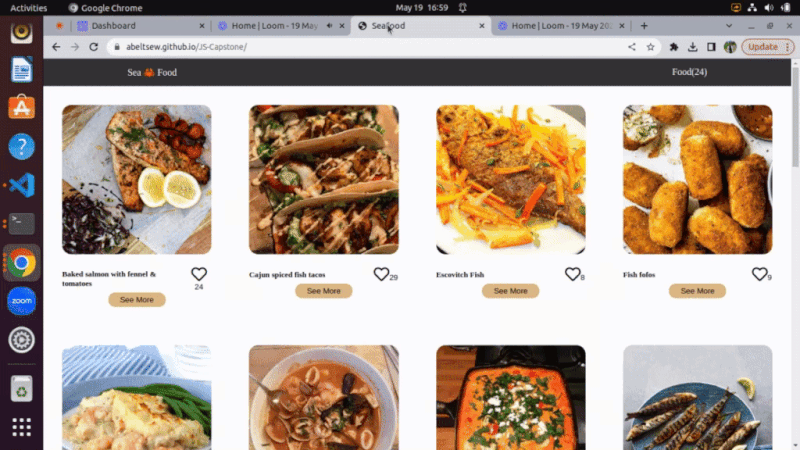 Activities
Google Chrome
May 19 16:59
Dashboard
Home | Loom - 19 May
Seafood
Home | Loom - 19 May 20
abeltsew.github.io/JS-Capstone/
Update
Sea Food
Food(24)
Baked salmon with fennel &
tomatoes
24
See More
Cajun spiced fish tacos
29
See More
Escovitch Fish
8
See More
Fish fofos
9
See More
zoom